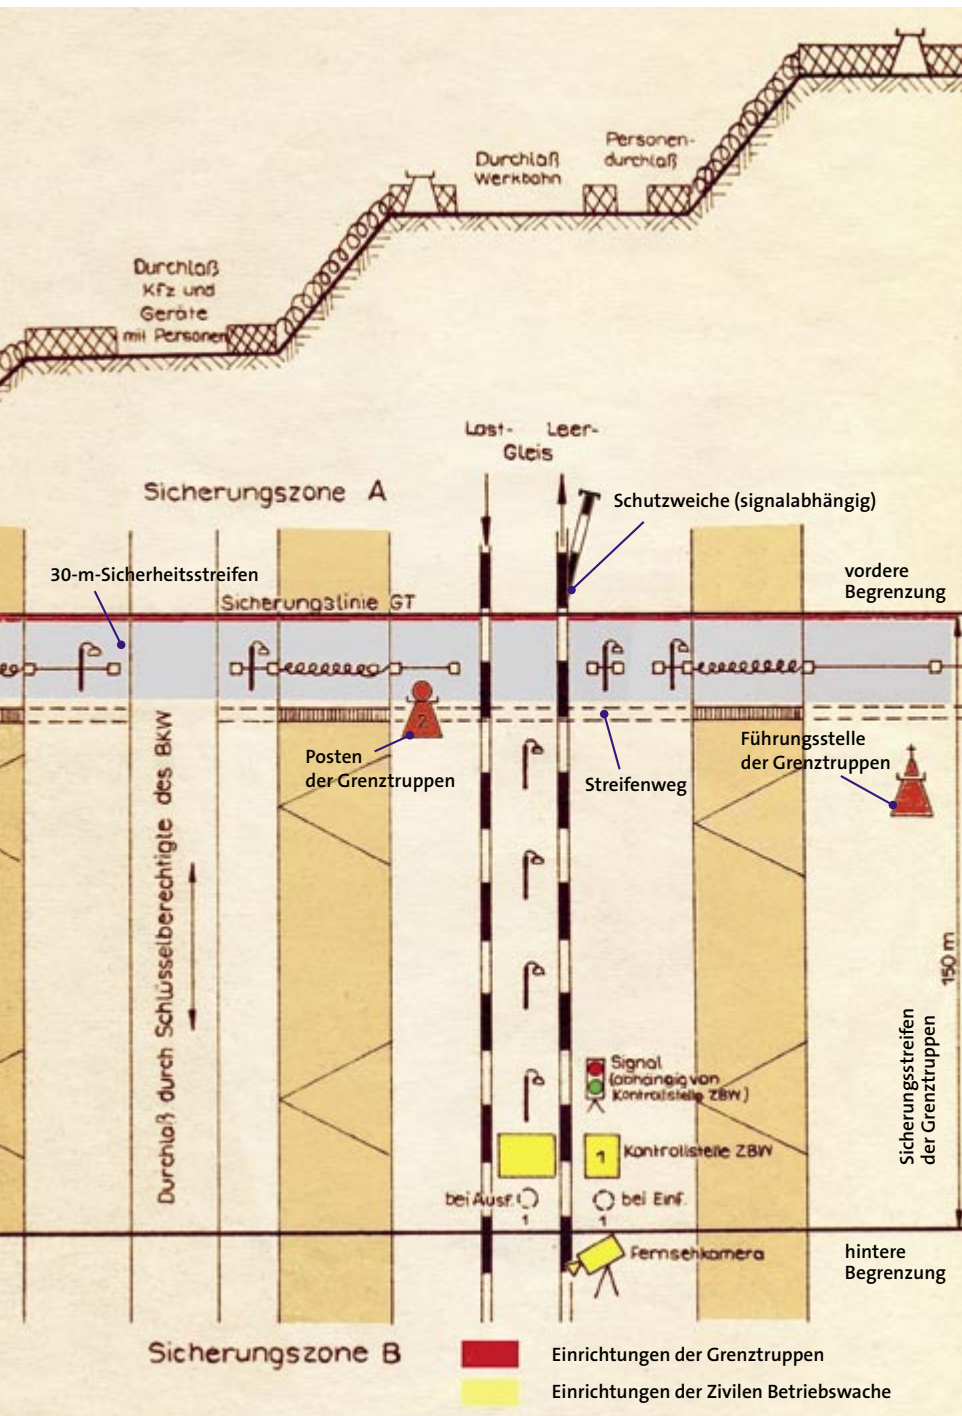 Personen-
durchlaß
Durchlaß
Werkbahn
Durchlaß
Kfz und
Geräte
mit Personen
Last- Leer-
Gleis
Sicherungszone A
Schutzweiche (signalabhängig)
30-m-Sicherheitsstreifen
vordere
Begrenzung
Sicherungslinie GT
2
Posten
der Grenztruppen
Führungsstelle
der Grenztruppen
Streifenweg
Durchlaß durch Schlüsselberechtigte des BKW
150 m
Sicherungsstreifen
der Grenztruppen
Signal
(abhängig von
Kontrollstelle ZBW)
1 Kontrollstelle ZBW
bei Ausf. bei Einf.
1 1
Fernsehkamera
hintere
Begrenzung
Sicherungszone B
Einrichtungen der Grenztruppen
Einrichtungen der Zivilen Betriebswache